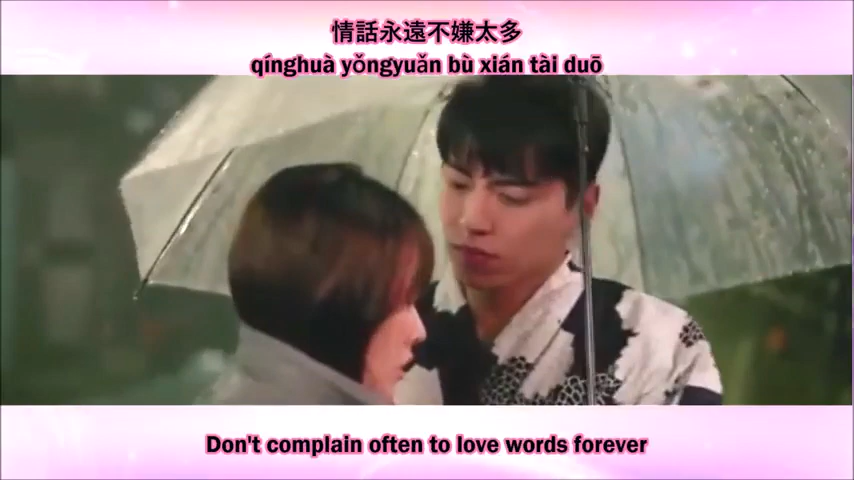 情話永遠不嫌太多
qínghuà yǒngyuǎn bù xián tài duō
Don't complain often to love words forever